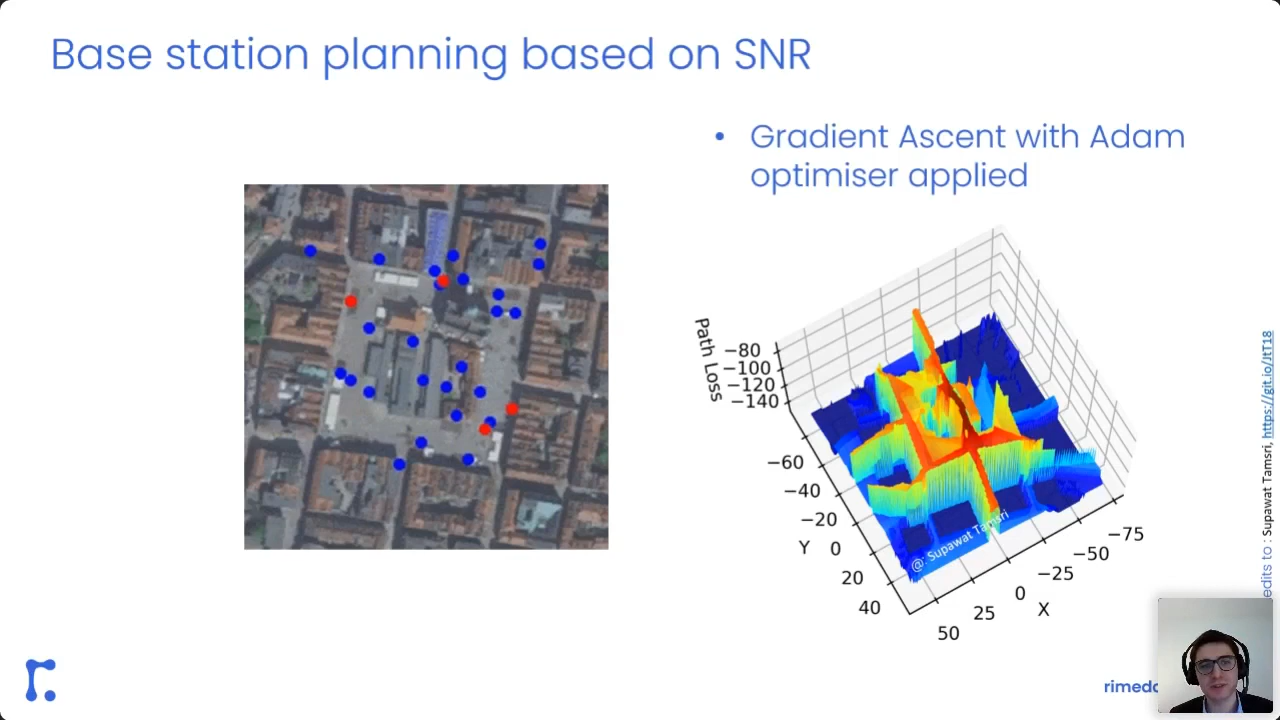 Base station planning based on SNR
• Gradient Ascent with Adam
optimiser applied
Path Loss
−80
−100
−120
−140
−60
−40
−20
0
20
40
Y
50
25
0
−25
−50
−75
X
@: Supawat Tamsri
edits to : Supawat Tamsri, https://git.io/JtT18
rimedo